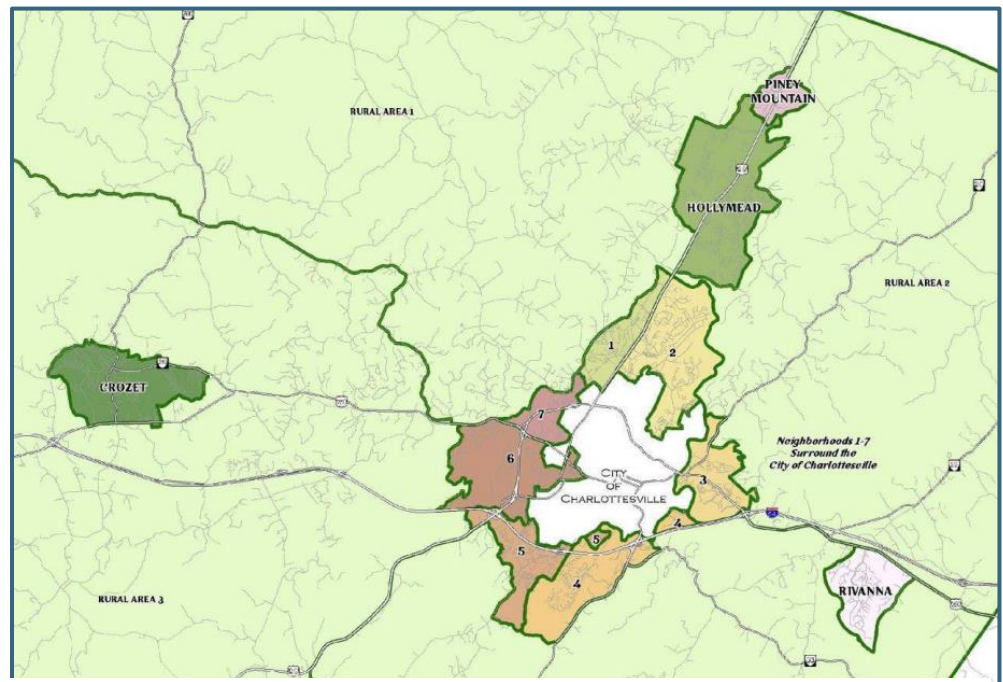 PINEY
MOUNTAIN
RURAL AREA 1
HOLLYMEAD
RURAL AREA 2
1
2
CROZET
7
Neighborhoods 1-7
Surround the
City of Charlottesville
6
CITY
OF
CHARLOTTESVILLE
3
4
5
5
4
RIVANNA
RURAL AREA 3